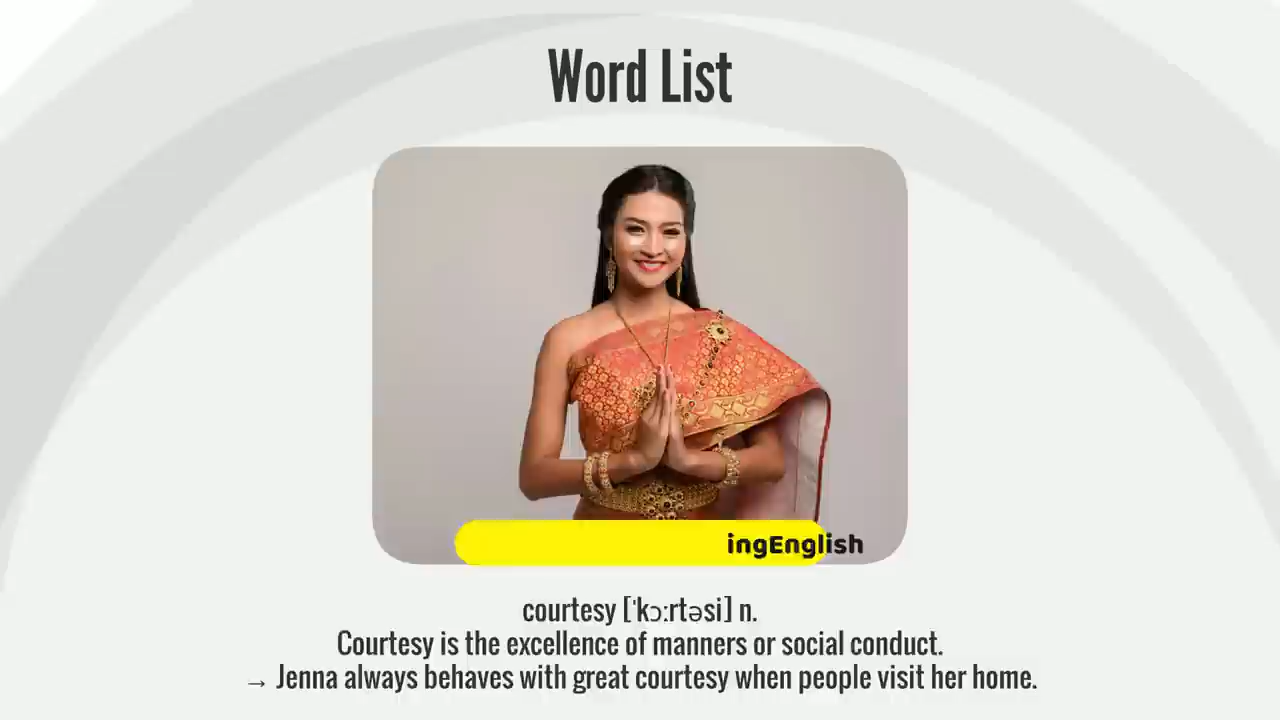 Word List
ingEnglish
courtesy [ˈkɔːrtəsi] n.
Courtesy is the excellence of manners or social conduct.
→ Jenna always behaves with great courtesy when people visit her home.